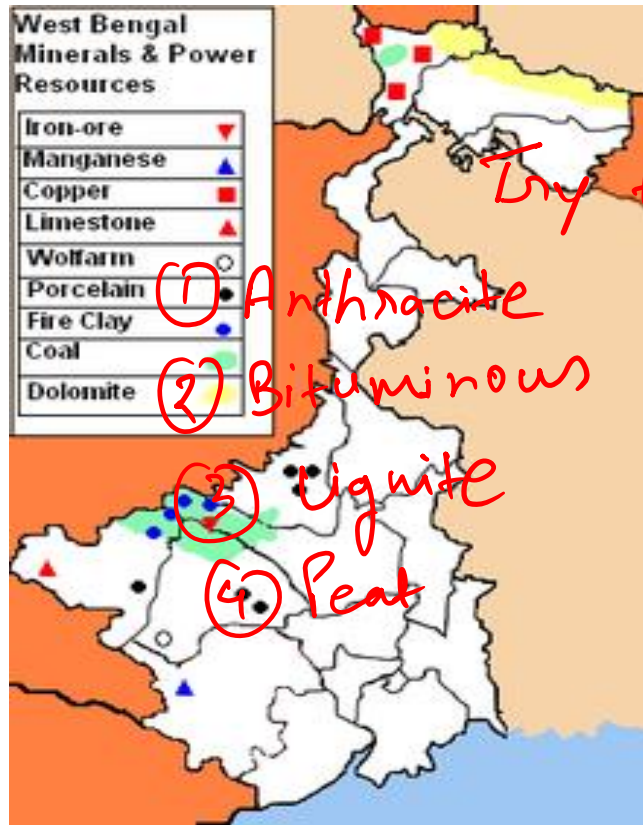 West Bengal
Minerals & Power
Resources
Iron-ore
Manganese
Copper
Limestone
Wolfarm
Porcelain
Fire Clay
Coal
Dolomite
① Anthracite
② Bituminous
③ Lignite
④ Peat